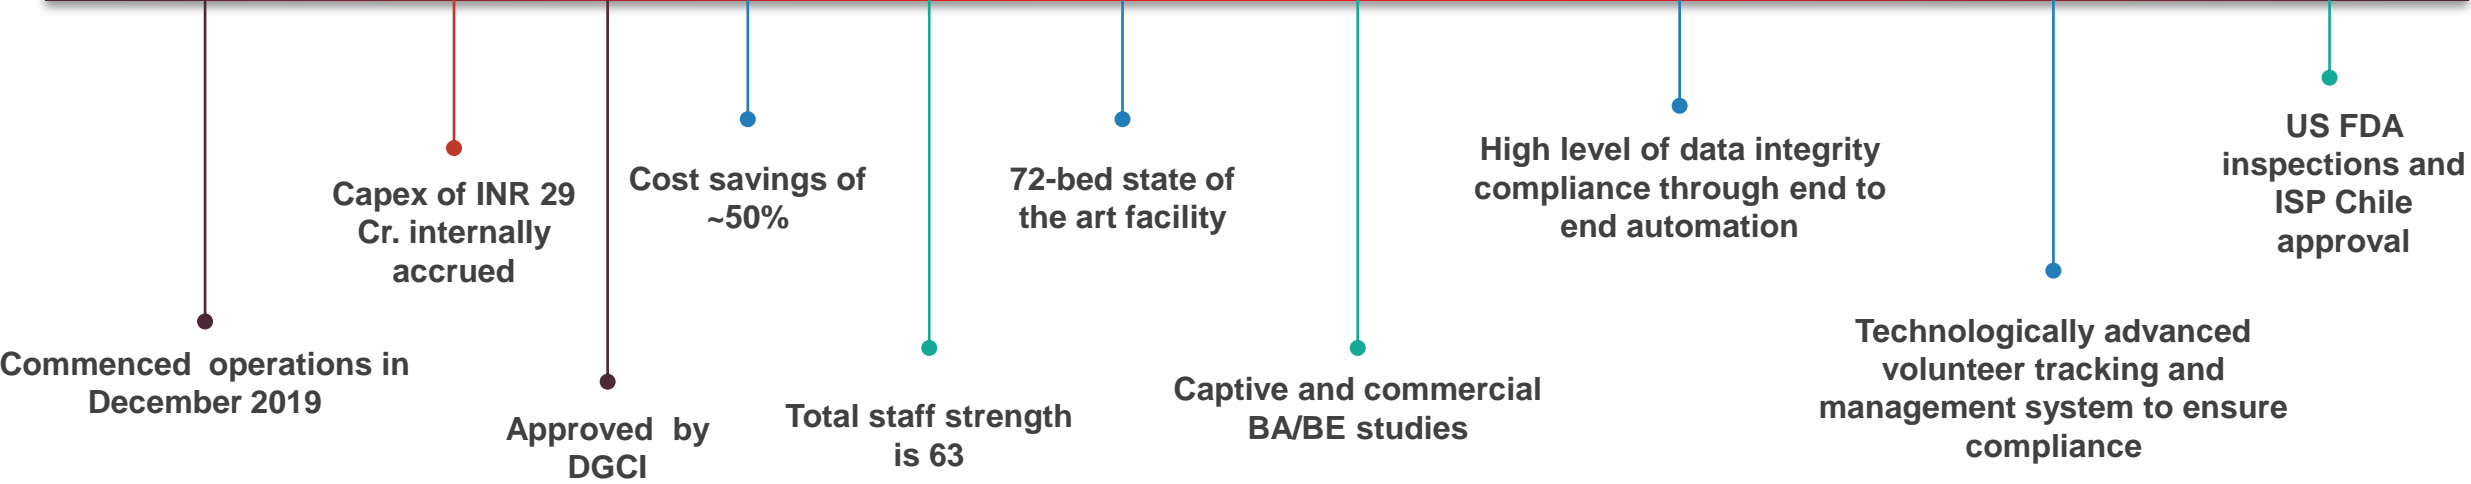 Commenced  operations in
December 2019
Capex of INR 29
Cr. internally
accrued
Approved  by
DGCI
Cost savings of
~50%
Total staff strength
is 63
72-bed state of
the art facility
Captive and commercial
BA/BE studies
High level of data integrity
compliance through end to
end automation
Technologically advanced
volunteer tracking and
management system to ensure
compliance
US FDA
inspections and
ISP Chile
approval